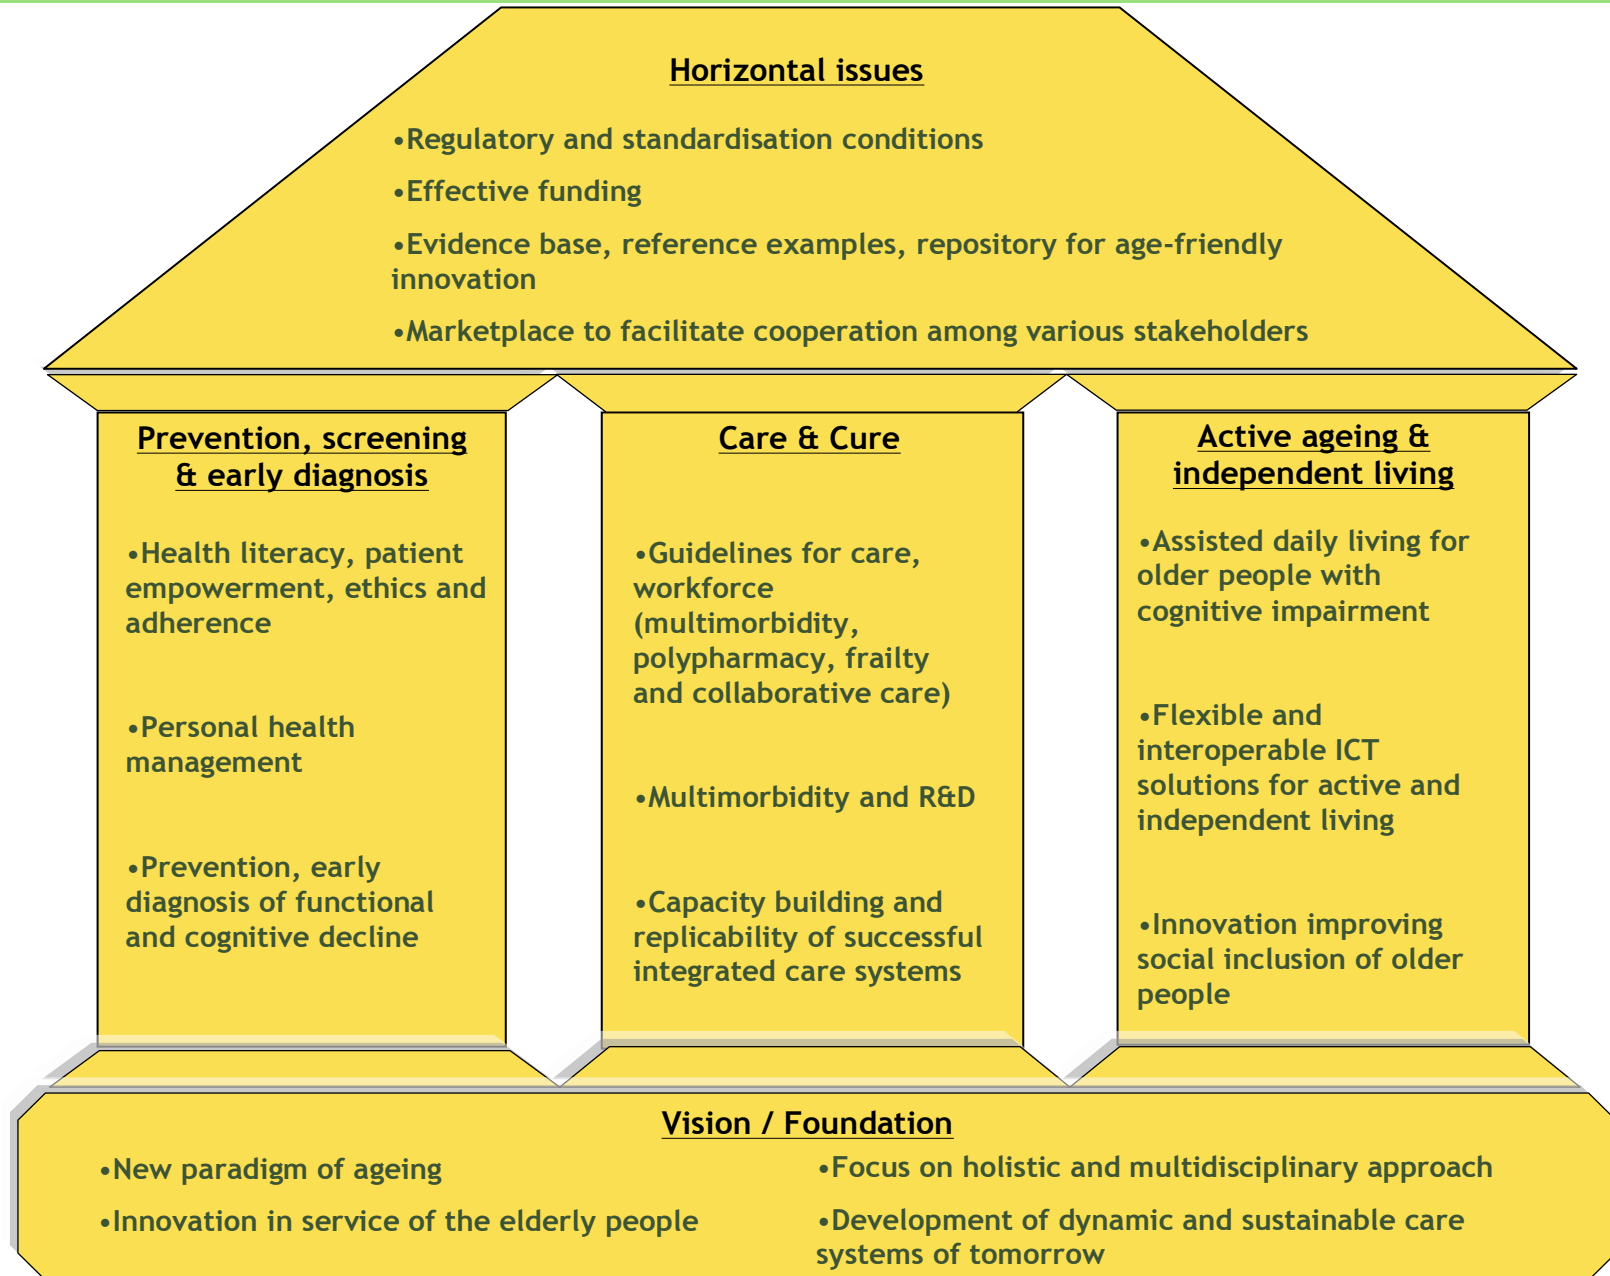 Horizontal issues
•Regulatory and standardisation conditions
•Effective funding
•Evidence base, reference examples, repository for age-friendly
innovation
•Marketplace to facilitate cooperation among various stakeholders
Prevention, screening
& early diagnosis
•Health literacy, patient
empowerment, ethics and
adherence
•Personal health
management
•Prevention, early
diagnosis of functional
and cognitive decline
Care & Cure
•Guidelines for care,
workforce
(multimorbidity,
polypharmacy, frailty
and collaborative care)
•Multimorbidity and R&D
•Capacity building and
replicability of successful
integrated care systems
Active ageing &
independent living
•Assisted daily living for
older people with
cognitive impairment
•Flexible and
interoperable ICT
solutions for active and
independent living
•Innovation improving
social inclusion of older
people
Vision / Foundation
•New paradigm of ageing
•Innovation in service of the elderly people
•Focus on holistic and multidisciplinary approach
•Development of dynamic and sustainable care
systems of tomorrow